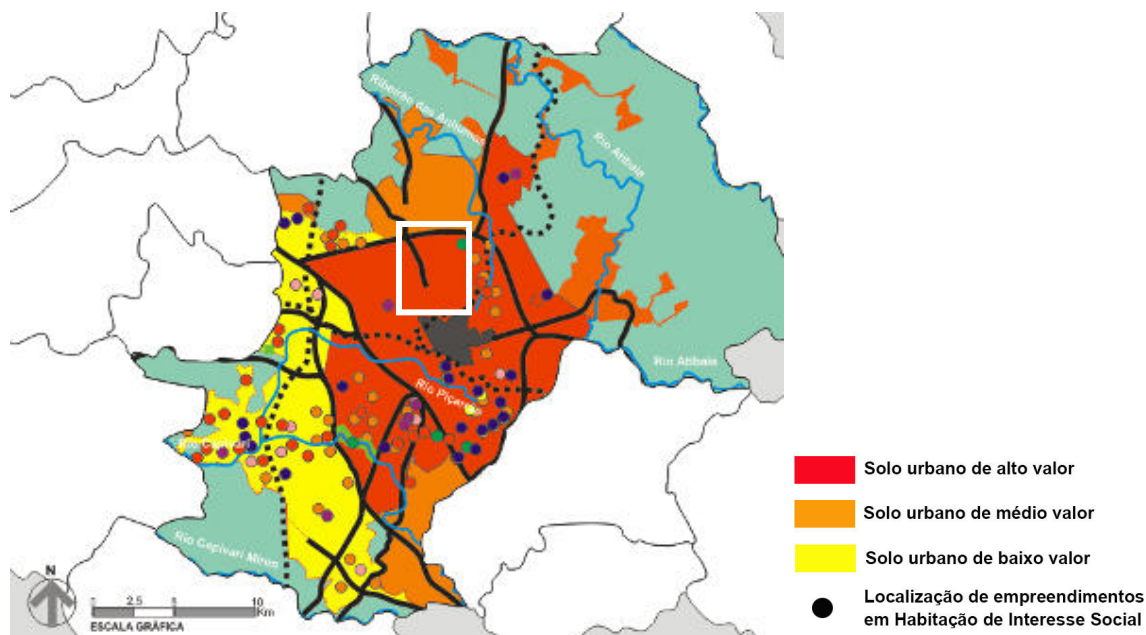 Ribeirão das Anhumas
Rio Atibaia
Rio Atibaia
Rio Piçarrão
Rio Capivari
Rio Capivari Mirim
N
2,5
5
10
Km
ESCALA GRÁFICA
Solo urbano de alto valor
Solo urbano de médio valor
Solo urbano de baixo valor
Localização de empreendimentos
em Habitação de Interesse Social